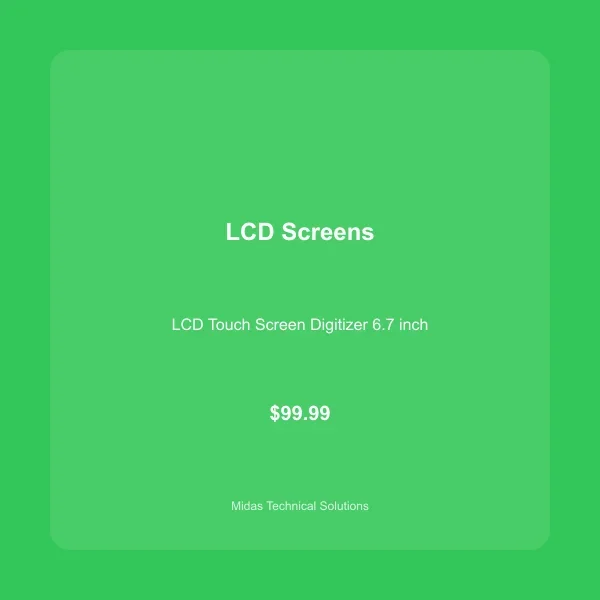 LCD Screens
LCD Touch Screen Digitizer 6.7 inch
$99.99
Midas Technical Solutions